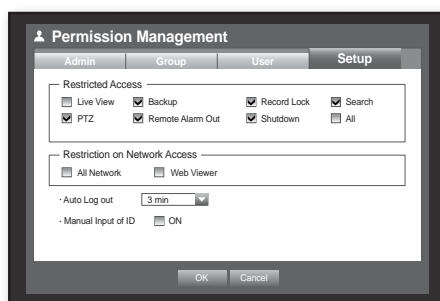 Permission Management
Admin Group User Setup
Restricted Access
Live View Backup Record Lock Search
PTZ Remote Alarm Out Shutdown All
Restriction on Network Access
All Network Web Viewer
· Auto Log out 3 min
· Manual Input of ID ON
OK Cancel